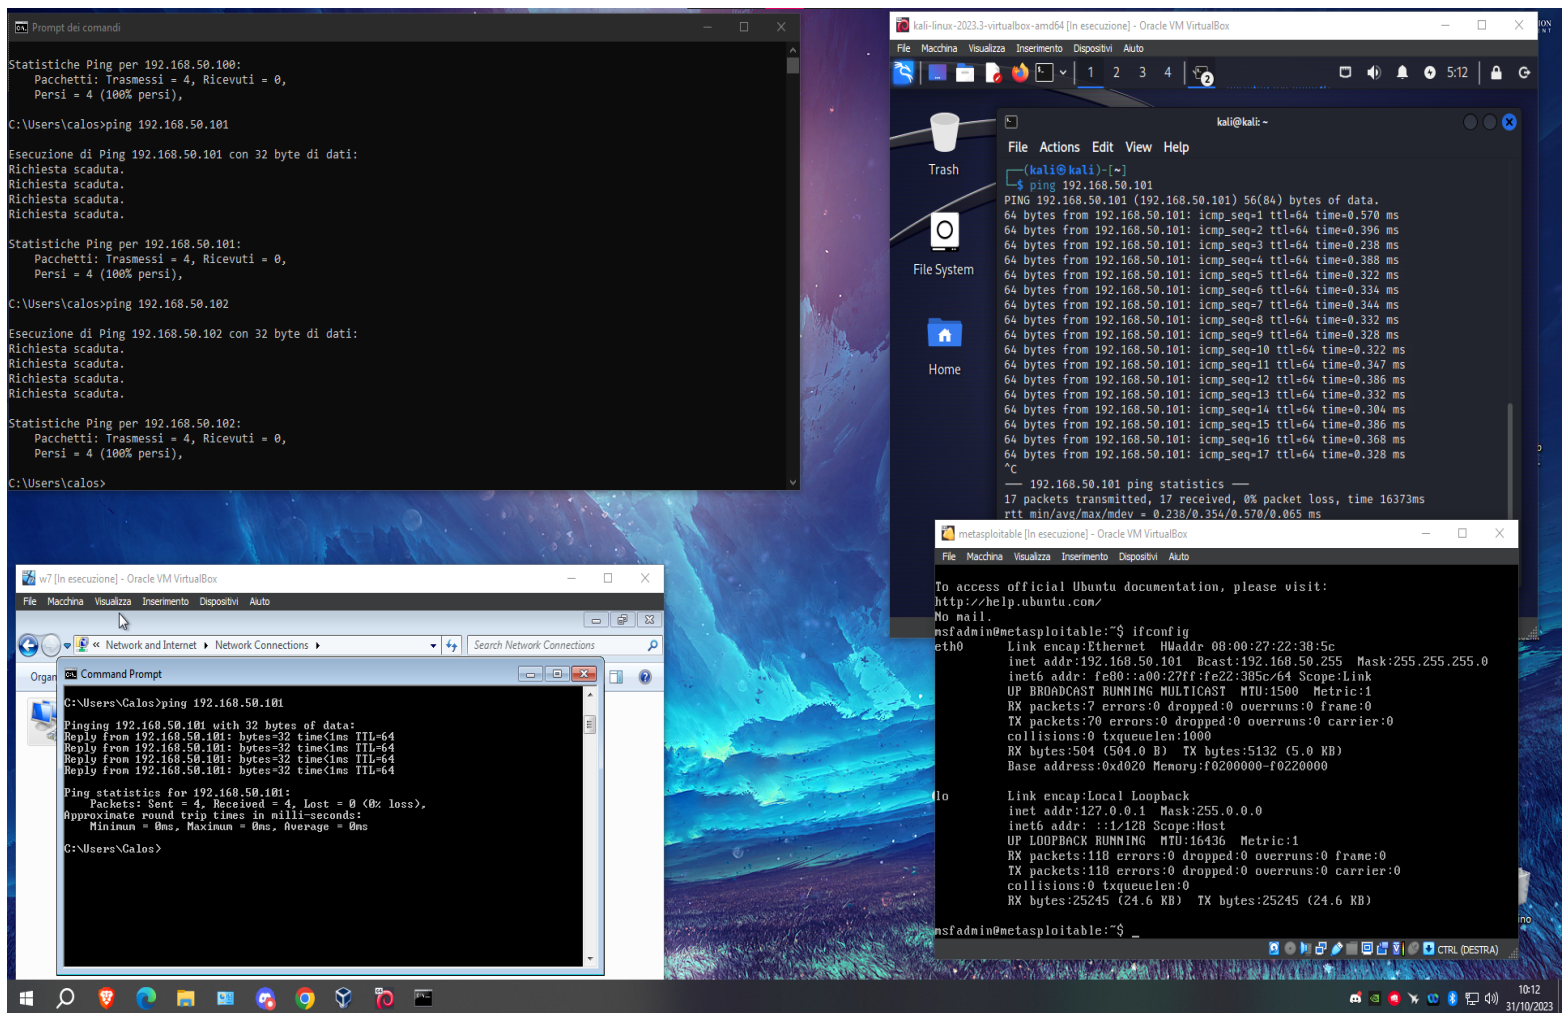 Prompt dei comandi
Statistiche Ping per 192.168.50.100:
    Pacchetti: Trasmessi = 4, Ricevuti = 0,
    Persi = 4 (100% persi),
C:\Users\calos>ping 192.168.50.101
Esecuzione di Ping 192.168.50.101 con 32 byte di dati:
Richiesta scaduta.
Richiesta scaduta.
Richiesta scaduta.
Richiesta scaduta.
Statistiche Ping per 192.168.50.101:
    Pacchetti: Trasmessi = 4, Ricevuti = 0,
    Persi = 4 (100% persi),
C:\Users\calos>ping 192.168.50.102
Esecuzione di Ping 192.168.50.102 con 32 byte di dati:
Richiesta scaduta.
Richiesta scaduta.
Richiesta scaduta.
Richiesta scaduta.
Statistiche Ping per 192.168.50.102:
    Pacchetti: Trasmessi = 4, Ricevuti = 0,
    Persi = 4 (100% persi),
C:\Users\calos>
kali-linux-2023.3-virtualbox-amd64 [In esecuzione] - Oracle VM VirtualBox
File Macchina Visualizza Inserimento Dispositivi Aiuto
1 2 3 4 2 5:12
Trash
File System
Home
kali@kali: ~
File Actions Edit View Help
(kali㉿kali)-[~]
$ ping 192.168.50.101
PING 192.168.50.101 (192.168.50.101) 56(84) bytes of data.
64 bytes from 192.168.50.101: icmp_seq=1 ttl=64 time=0.570 ms
64 bytes from 192.168.50.101: icmp_seq=2 ttl=64 time=0.396 ms
64 bytes from 192.168.50.101: icmp_seq=3 ttl=64 time=0.238 ms
64 bytes from 192.168.50.101: icmp_seq=4 ttl=64 time=0.388 ms
64 bytes from 192.168.50.101: icmp_seq=5 ttl=64 time=0.322 ms
64 bytes from 192.168.50.101: icmp_seq=6 ttl=64 time=0.334 ms
64 bytes from 192.168.50.101: icmp_seq=7 ttl=64 time=0.344 ms
64 bytes from 192.168.50.101: icmp_seq=8 ttl=64 time=0.332 ms
64 bytes from 192.168.50.101: icmp_seq=9 ttl=64 time=0.328 ms
64 bytes from 192.168.50.101: icmp_seq=10 ttl=64 time=0.322 ms
64 bytes from 192.168.50.101: icmp_seq=11 ttl=64 time=0.347 ms
64 bytes from 192.168.50.101: icmp_seq=12 ttl=64 time=0.386 ms
64 bytes from 192.168.50.101: icmp_seq=13 ttl=64 time=0.332 ms
64 bytes from 192.168.50.101: icmp_seq=14 ttl=64 time=0.304 ms
64 bytes from 192.168.50.101: icmp_seq=15 ttl=64 time=0.386 ms
64 bytes from 192.168.50.101: icmp_seq=16 ttl=64 time=0.368 ms
64 bytes from 192.168.50.101: icmp_seq=17 ttl=64 time=0.328 ms
^C
— 192.168.50.101 ping statistics —
17 packets transmitted, 17 received, 0% packet loss, time 16373ms
rtt min/avg/max/mdev = 0.238/0.354/0.570/0.065 ms
metasploitable [In esecuzione] - Oracle VM VirtualBox
File Macchina Visualizza Inserimento Dispositivi Aiuto
To access official Ubuntu documentation, please visit:
http://help.ubuntu.com/
No mail.
msfadmin@metasploitable:~$ ifconfig
eth0      Link encap:Ethernet  HWaddr 08:00:27:22:38:5c
          inet addr:192.168.50.101  Bcast:192.168.50.255  Mask:255.255.255.0
          inet6 addr: fe80::a00:27ff:fe22:385c/64 Scope:Link
          UP BROADCAST RUNNING MULTICAST  MTU:1500  Metric:1
          RX packets:7 errors:0 dropped:0 overruns:0 frame:0
          TX packets:70 errors:0 dropped:0 overruns:0 carrier:0
          collisions:0 txqueuelen:1000
          RX bytes:504 (504.0 B)  TX bytes:5132 (5.0 KB)
          Base address:0xd020 Memory:f0200000-f0220000
lo        Link encap:Local Loopback
          inet addr:127.0.0.1  Mask:255.0.0.0
          inet6 addr: ::1/128 Scope:Host
          UP LOOPBACK RUNNING  MTU:16436  Metric:1
          RX packets:118 errors:0 dropped:0 overruns:0 frame:0
          TX packets:118 errors:0 dropped:0 overruns:0 carrier:0
          collisions:0 txqueuelen:0
          RX bytes:25245 (24.6 KB)  TX bytes:25245 (24.6 KB)
msfadmin@metasploitable:~$ _
CTRL (DESTRA)
w7 [In esecuzione] - Oracle VM VirtualBox
File Macchina Visualizza Inserimento Dispositivi Aiuto
« Network and Internet Network Connections
Search Network Connections
Organ
Command Prompt
C:\Users\Calos>ping 192.168.50.101
Pinging 192.168.50.101 with 32 bytes of data:
Reply from 192.168.50.101: bytes=32 time<1ms TTL=64
Reply from 192.168.50.101: bytes=32 time<1ms TTL=64
Reply from 192.168.50.101: bytes=32 time<1ms TTL=64
Reply from 192.168.50.101: bytes=32 time<1ms TTL=64
Ping statistics for 192.168.50.101:
    Packets: Sent = 4, Received = 4, Lost = 0 (0% loss),
Approximate round trip times in milli-seconds:
    Minimum = 0ms, Maximum = 0ms, Average = 0ms
C:\Users\Calos>
10:12
31/10/2023